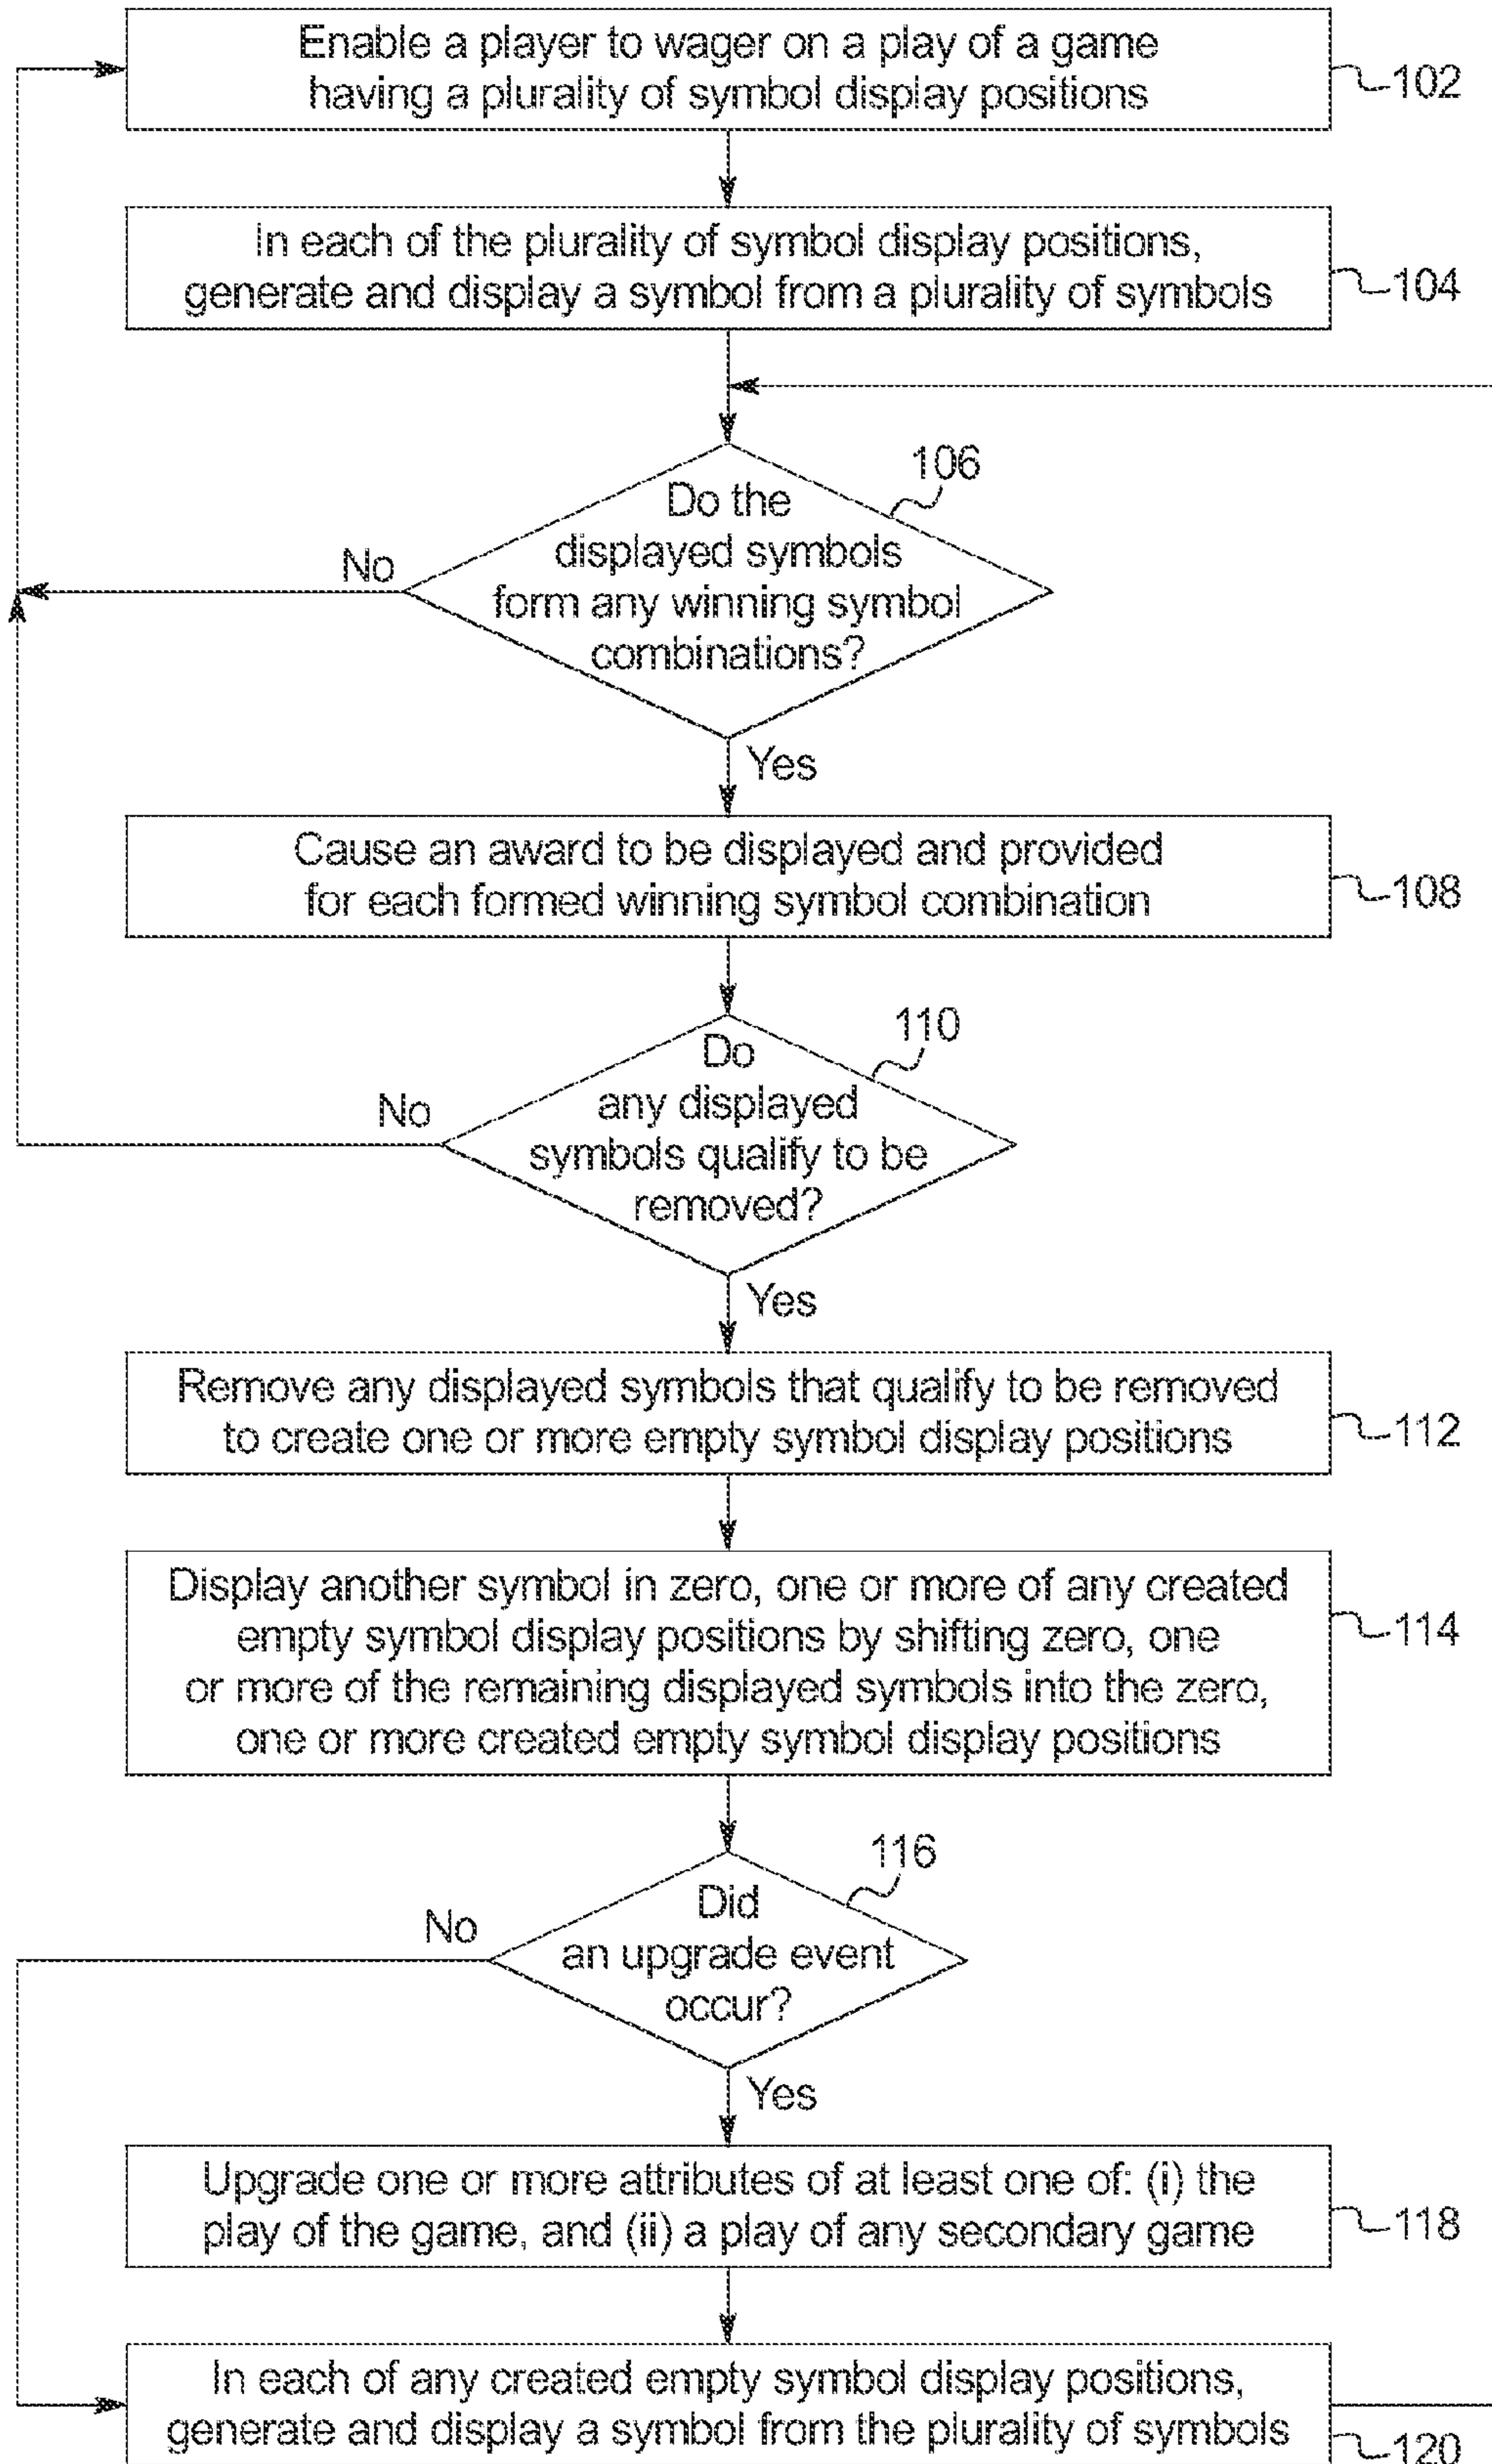 Enable a player to wager on a play of a game
having a plurality of symbol display positions
102
In each of the plurality of symbol display positions,
generate and display a symbol from a plurality of symbols
104
106
Do the
displayed symbols
form any winning symbol
combinations?
No
Yes
Cause an award to be displayed and provided
for each formed winning symbol combination
108
110
Do
any displayed
symbols qualify to be
removed?
No
Yes
Remove any displayed symbols that qualify to be removed
to create one or more empty symbol display positions
112
Display another symbol in zero, one or more of any created
empty symbol display positions by shifting zero, one
or more of the remaining displayed symbols into the zero,
one or more created empty symbol display positions
114
116
Did
an upgrade event
occur?
No
Yes
Upgrade one or more attributes of at least one of: (i) the
play of the game, and (ii) a play of any secondary game
118
In each of any created empty symbol display positions,
generate and display a symbol from the plurality of symbols
120